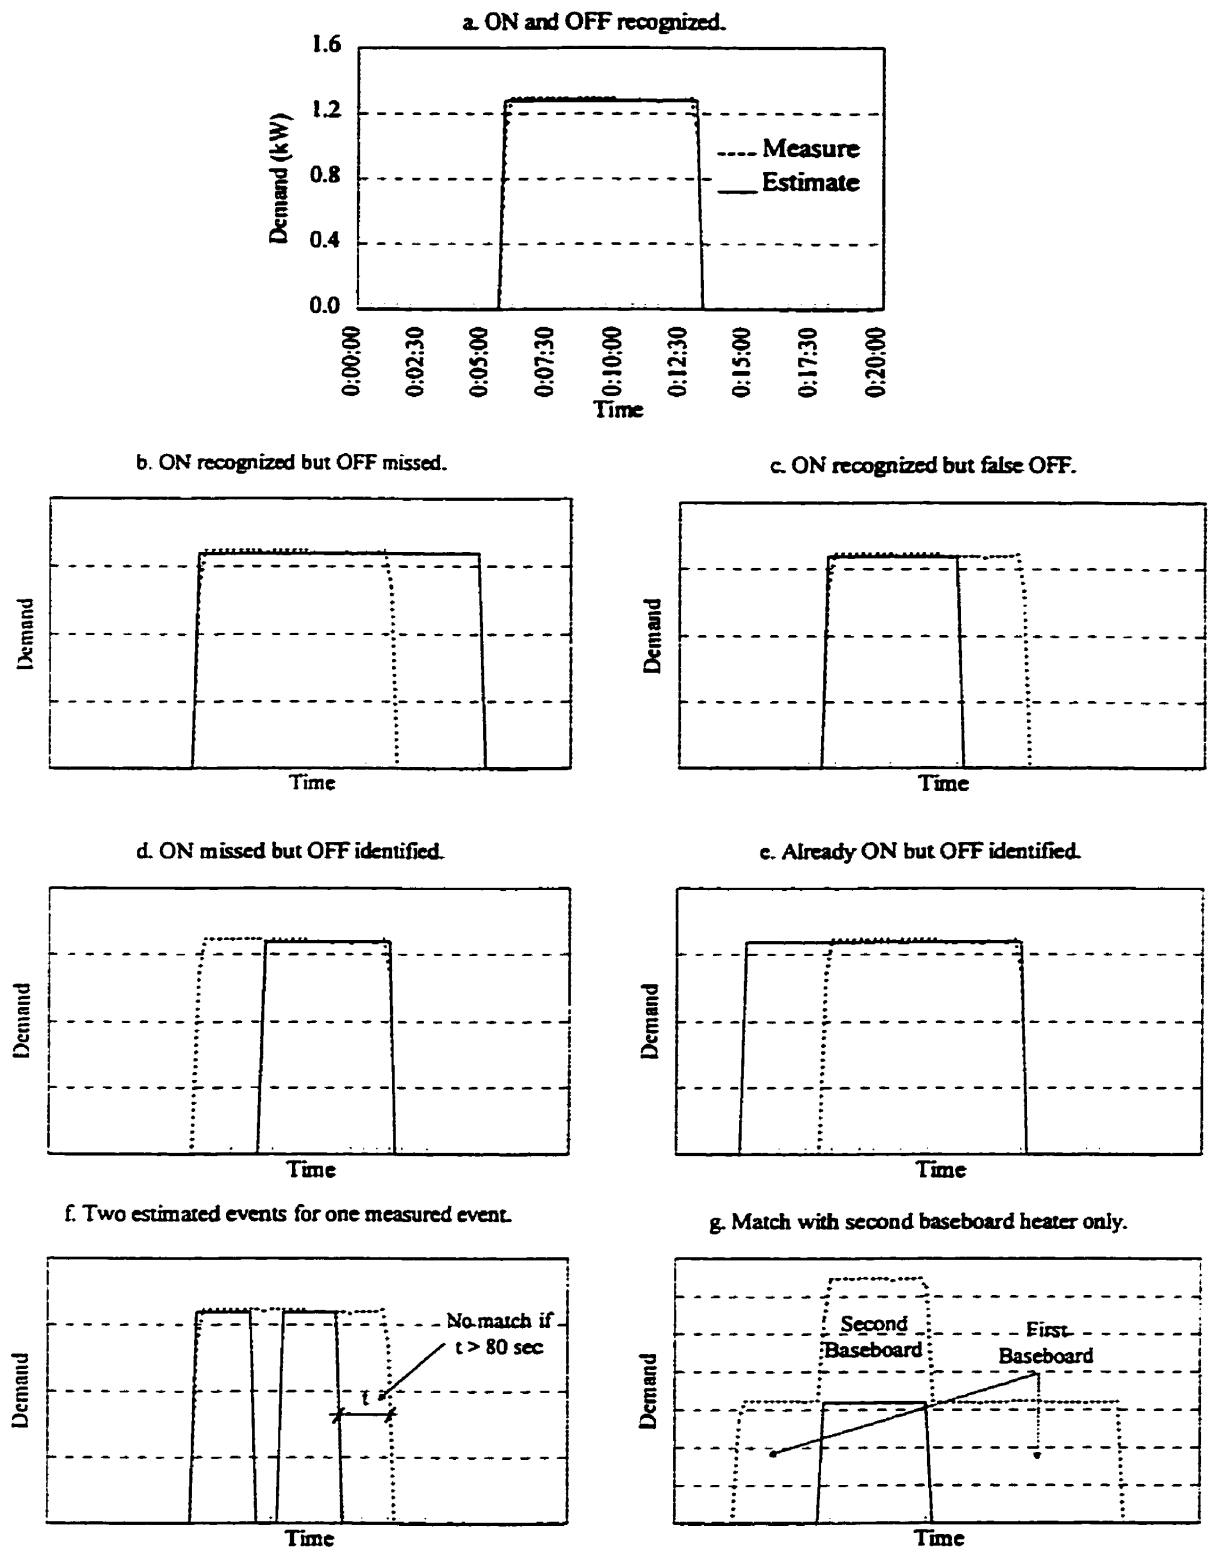 a. ON and OFF recognized.
1.6
1.2
0.8
0.4
0.0
Demand (kW)
Measure
Estimate
0:00:00
0:02:30
0:05:00
0:07:30
0:10:00
0:12:30
0:15:00
0:17:30
0:20:00
Time
b. ON recognized but OFF missed.
Demand
Time
c. ON recognized but false OFF.
Demand
Time
d. ON missed but OFF identified.
Demand
Time
e. Already ON but OFF identified.
Demand
Time
f. Two estimated events for one measured event.
Demand
No match if
t > 80 sec
t
Time
g. Match with second baseboard heater only.
Demand
Second
Baseboard
First
Baseboard
Time